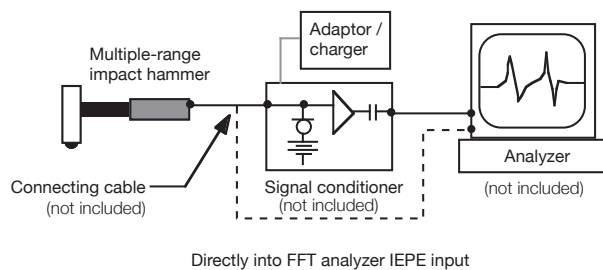 Adaptor /
charger
Multiple-range
impact hammer
Connecting cable
(not included)
Signal conditioner
(not included)
Analyzer
(not included)
Directly into FFT analyzer IEPE input